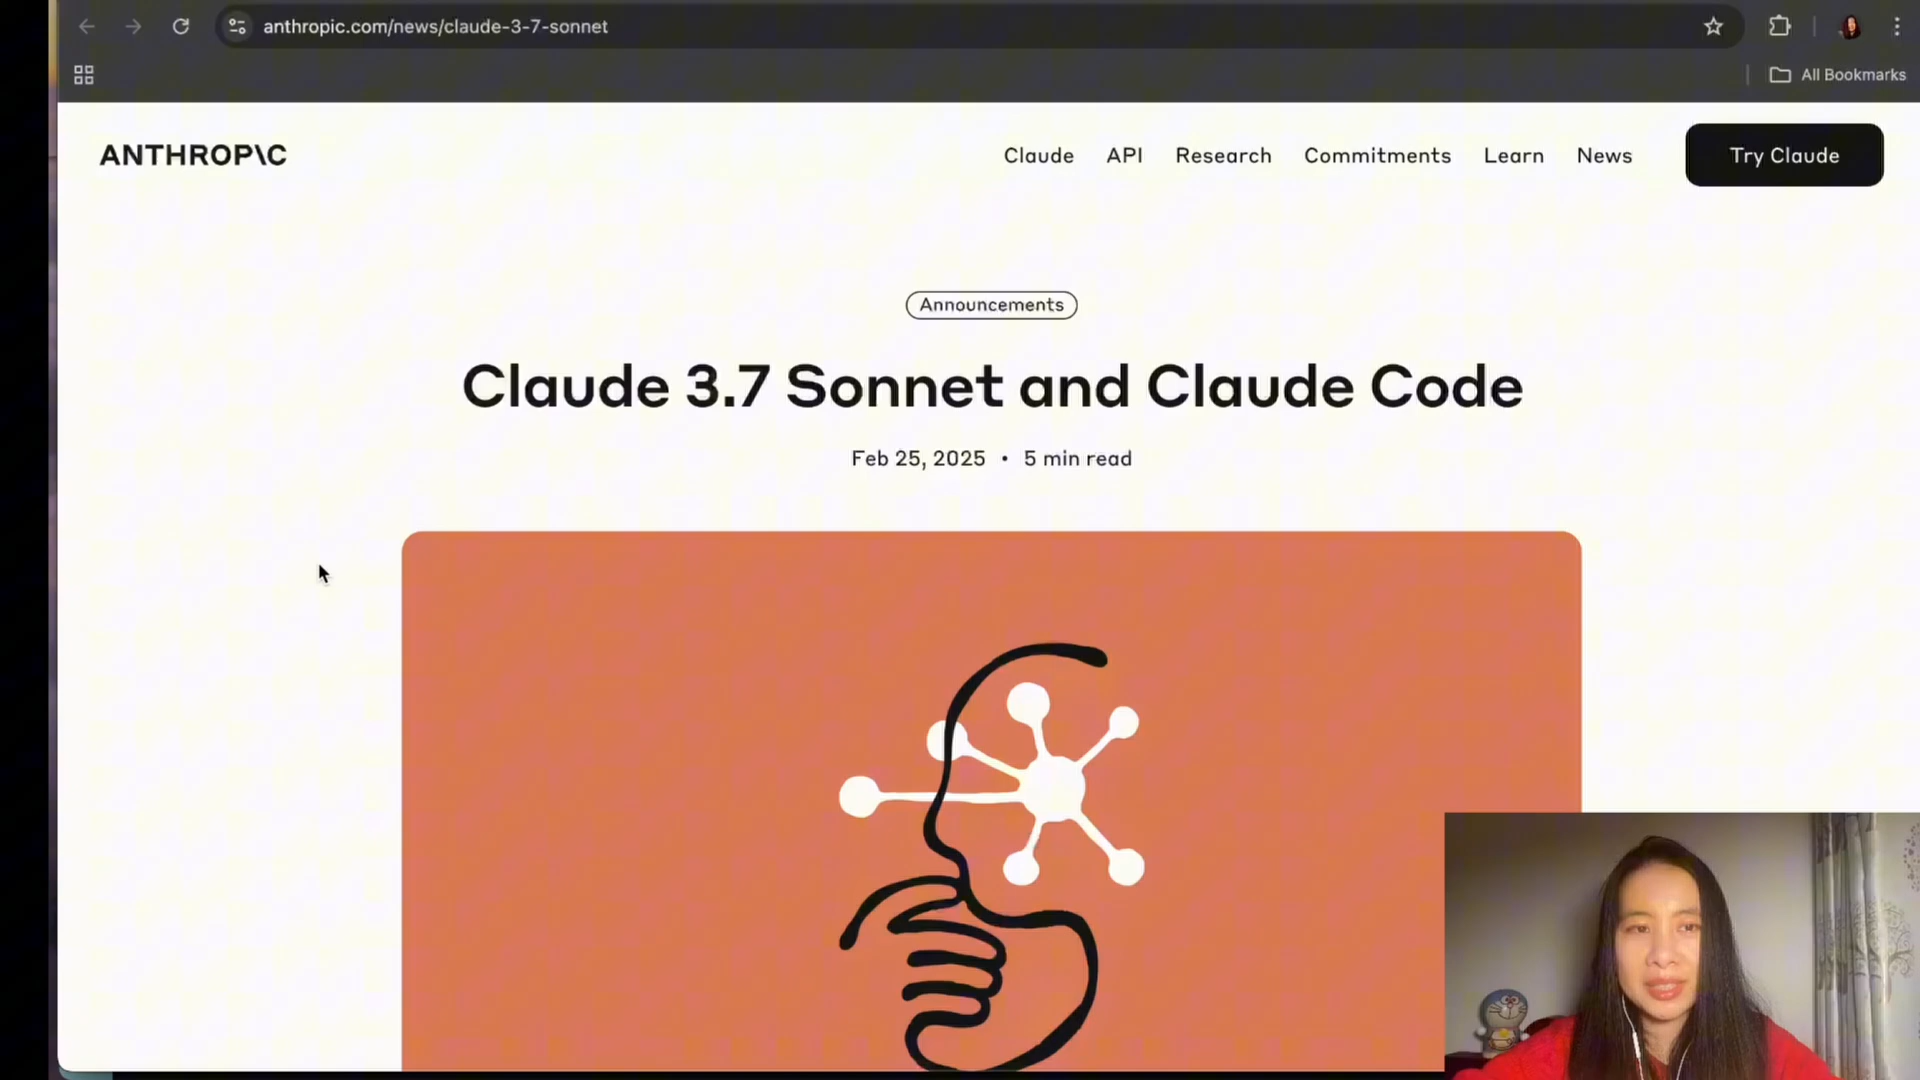 anthropic.com/news/claude-3-7-sonnet
All Bookmarks
ANTHROP\C
Claude
API
Research
Commitments
Learn
News
Try Claude
Announcements
Claude 3.7 Sonnet and Claude Code
Feb 25, 2025 • 5 min read